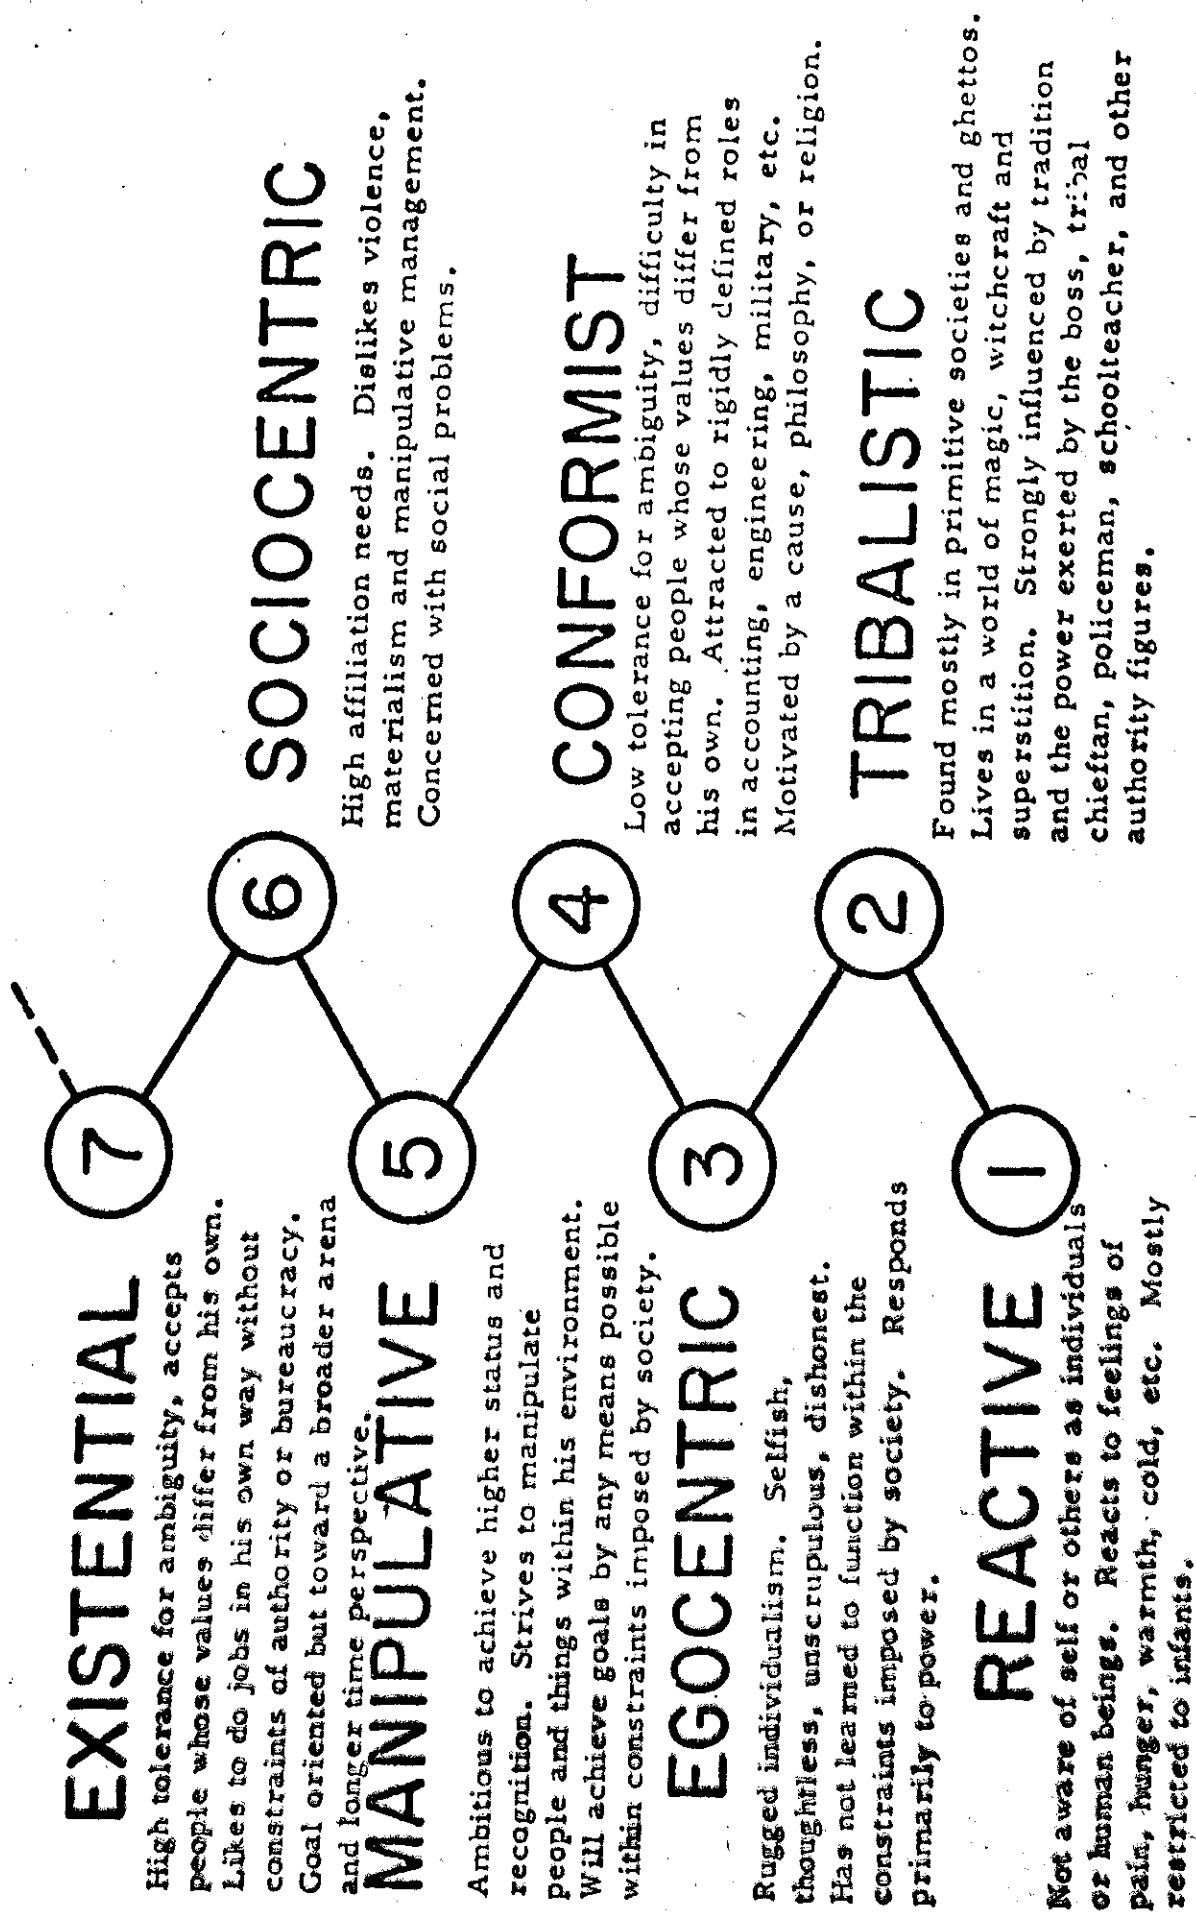 7
EXISTENTIAL
High tolerance for ambiguity, accepts
people whose values differ from his own.
Likes to do jobs in his own way without
constraints of authority or bureaucracy.
Goal oriented but toward a broader arena
and longer time perspective.
6
SOCIOCENTRIC
High affiliation needs. Dislikes violence,
materialism and manipulative management.
Concerned with social problems.
5
MANIPULATIVE
Ambitious to achieve higher status and
recognition. Strives to manipulate
people and things within his environment.
Will achieve goals by any means possible
within constraints imposed by society.
4
CONFORMIST
Low tolerance for ambiguity, difficulty in
accepting people whose values differ from
his own. Attracted to rigidly defined roles
in accounting, engineering, military, etc.
Motivated by a cause, philosophy, or religion.
3
EGOCENTRIC
Rugged individualism. Selfish,
thoughtless, unscrupulous, dishonest.
Has not learned to function within the
constraints imposed by society. Responds
primarily to power.
2
TRIBALISTIC
Found mostly in primitive societies and ghettos.
Lives in a world of magic, witchcraft and
superstition. Strongly influenced by tradition
and the power exerted by the boss, tribal
chieftan, policeman, schoolteacher, and other
authority figures.
1
REACTIVE
Not aware of self or others as individuals
or human beings. Reacts to feelings of
pain, hunger, warmth, cold, etc. Mostly
restricted to infants.